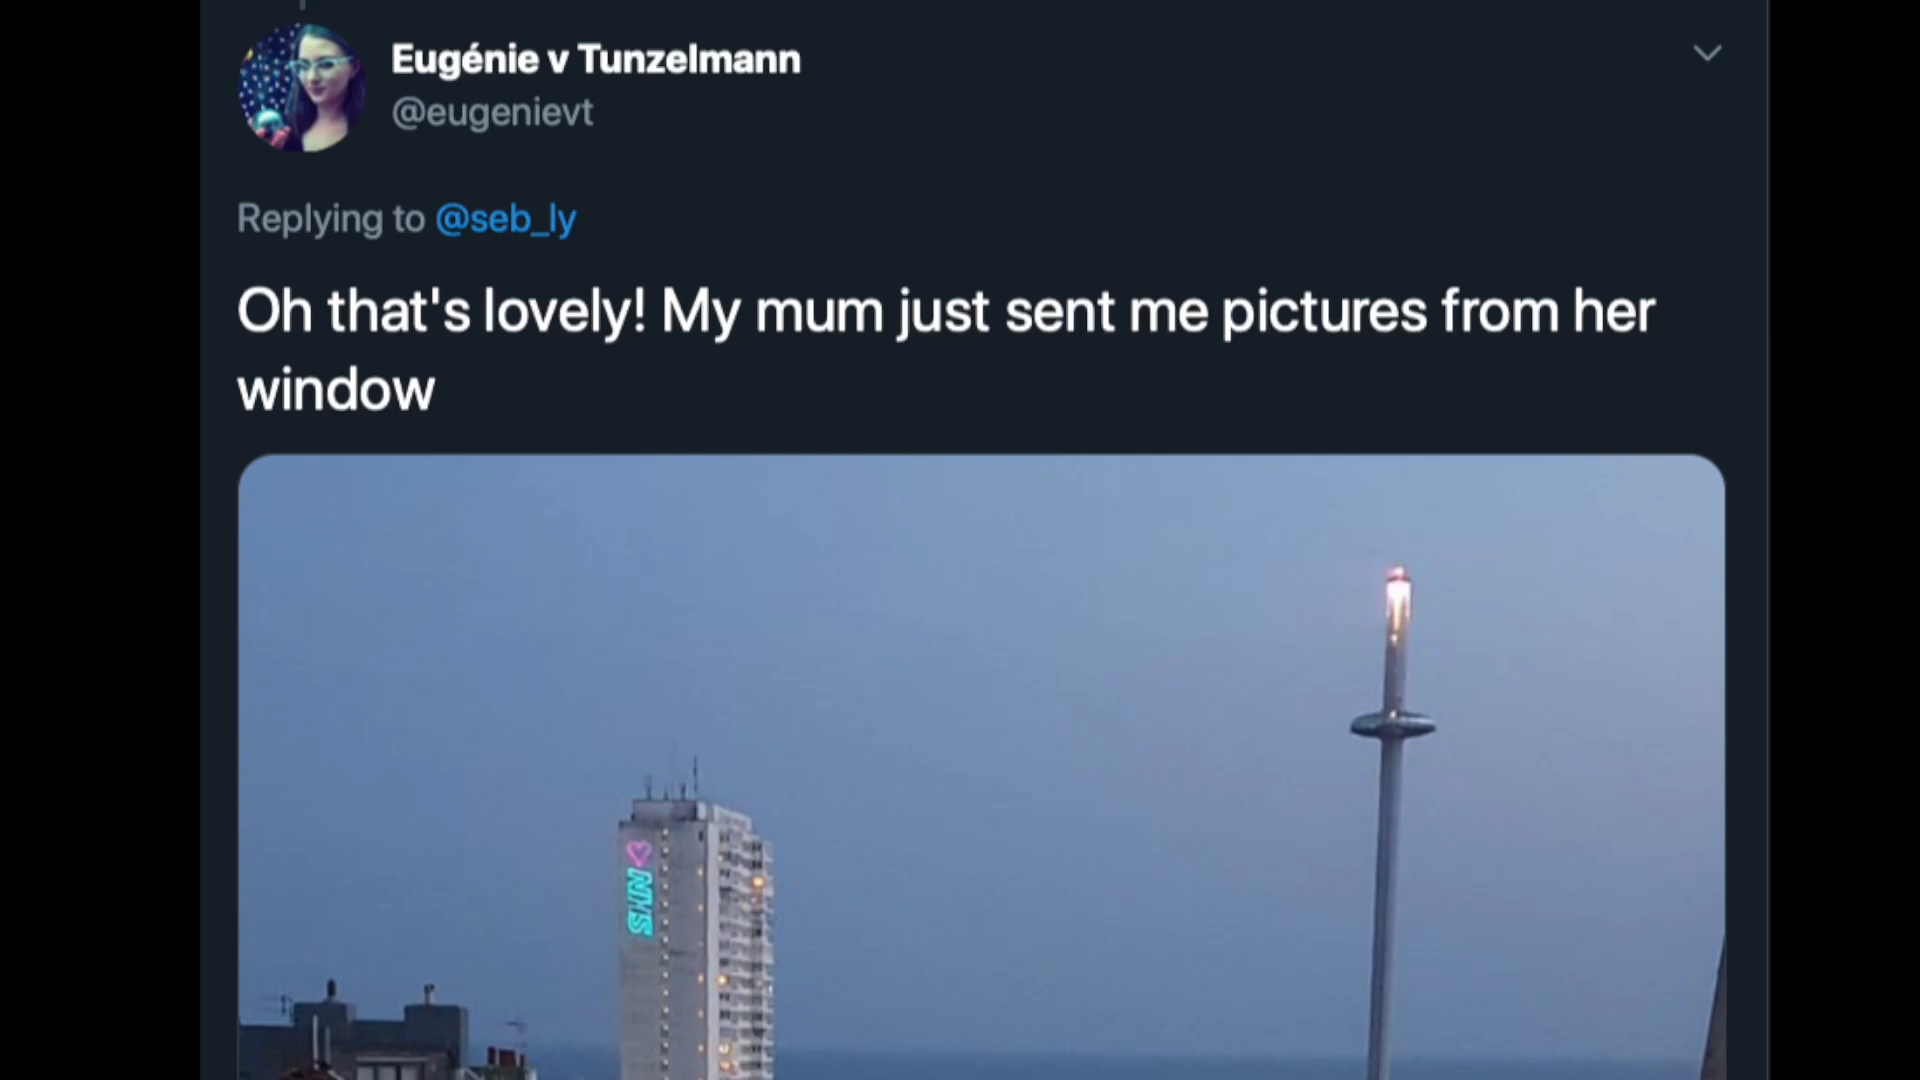 Eugénie v Tunzelmann
@eugenievt
Replying to @seb_ly
Oh that's lovely! My mum just sent me pictures from her
window
NHS